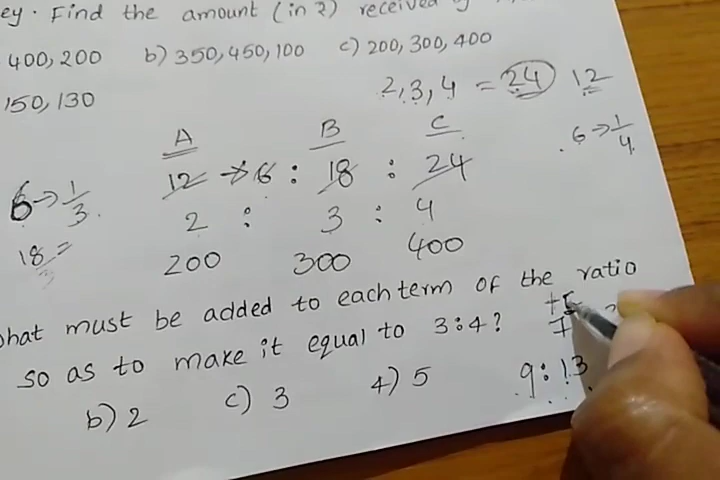 ey. Find the amount (in ₹) received
400, 200 b) 350, 450, 100 c) 200, 300, 400
150, 130
2, 3, 4 = 24 12
6→1/4
A B C
12 → 6 : 18 : 24
6→1/3
2 : 3 : 4
18 =
200 300 400
What must be added to each term of the ratio
so as to make it equal to 3:4?
b) 2 c) 3 4) 5
9:13